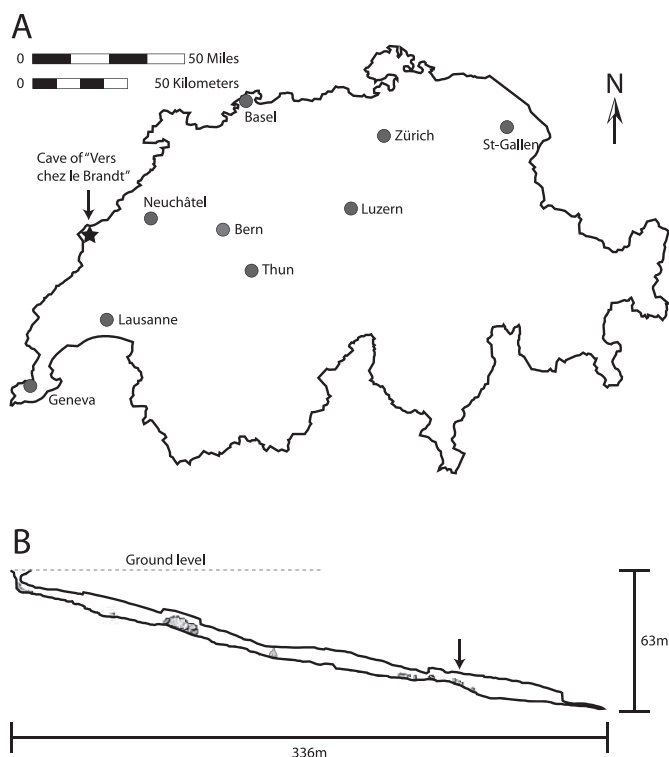 A
0 50 Miles
0 50 Kilometers
N
Basel
Zürich
St-Gallen
Cave of "Vers
chez le Brandt"
Neuchâtel
Luzern
Bern
Thun
Lausanne
Geneva
B
Ground level
63m
336m